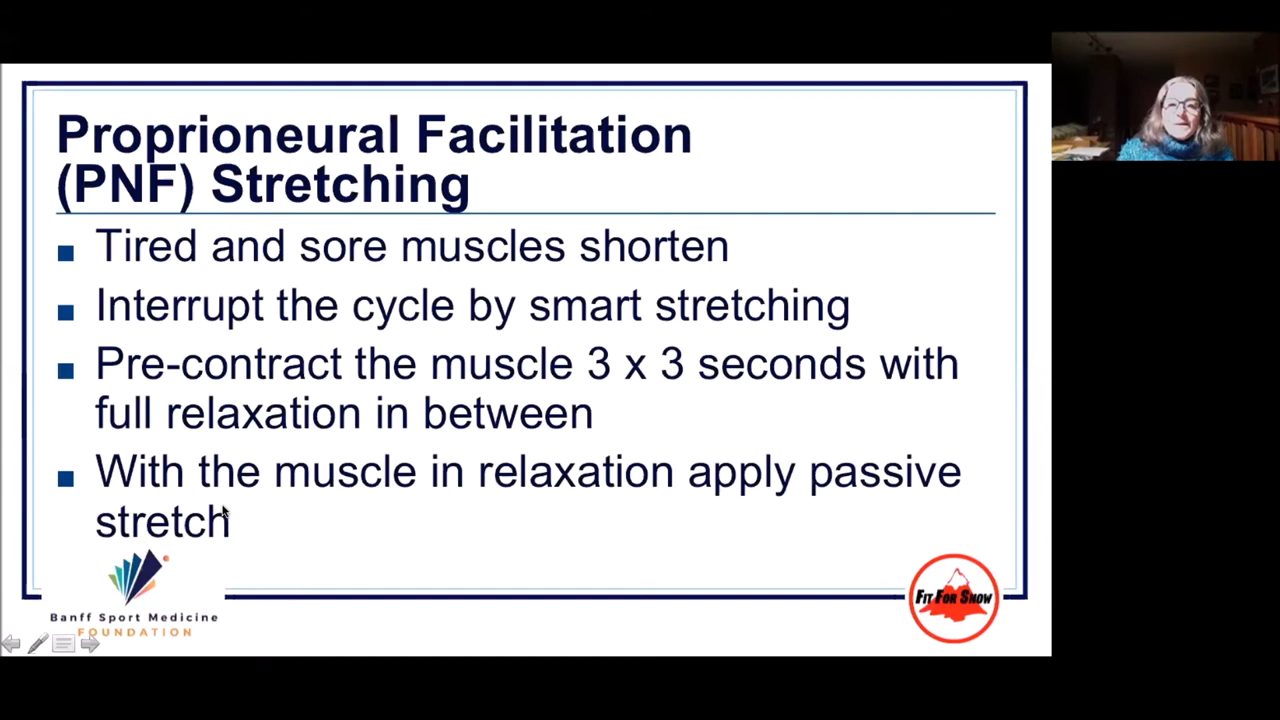 Proprioneural Facilitation
(PNF) Stretching
Tired and sore muscles shorten
Interrupt the cycle by smart stretching
Pre-contract the muscle 3 x 3 seconds with
full relaxation in between
With the muscle in relaxation apply passive
stretch
Banff Sport Medicine
FOUNDATION
FIT FOR SNOW